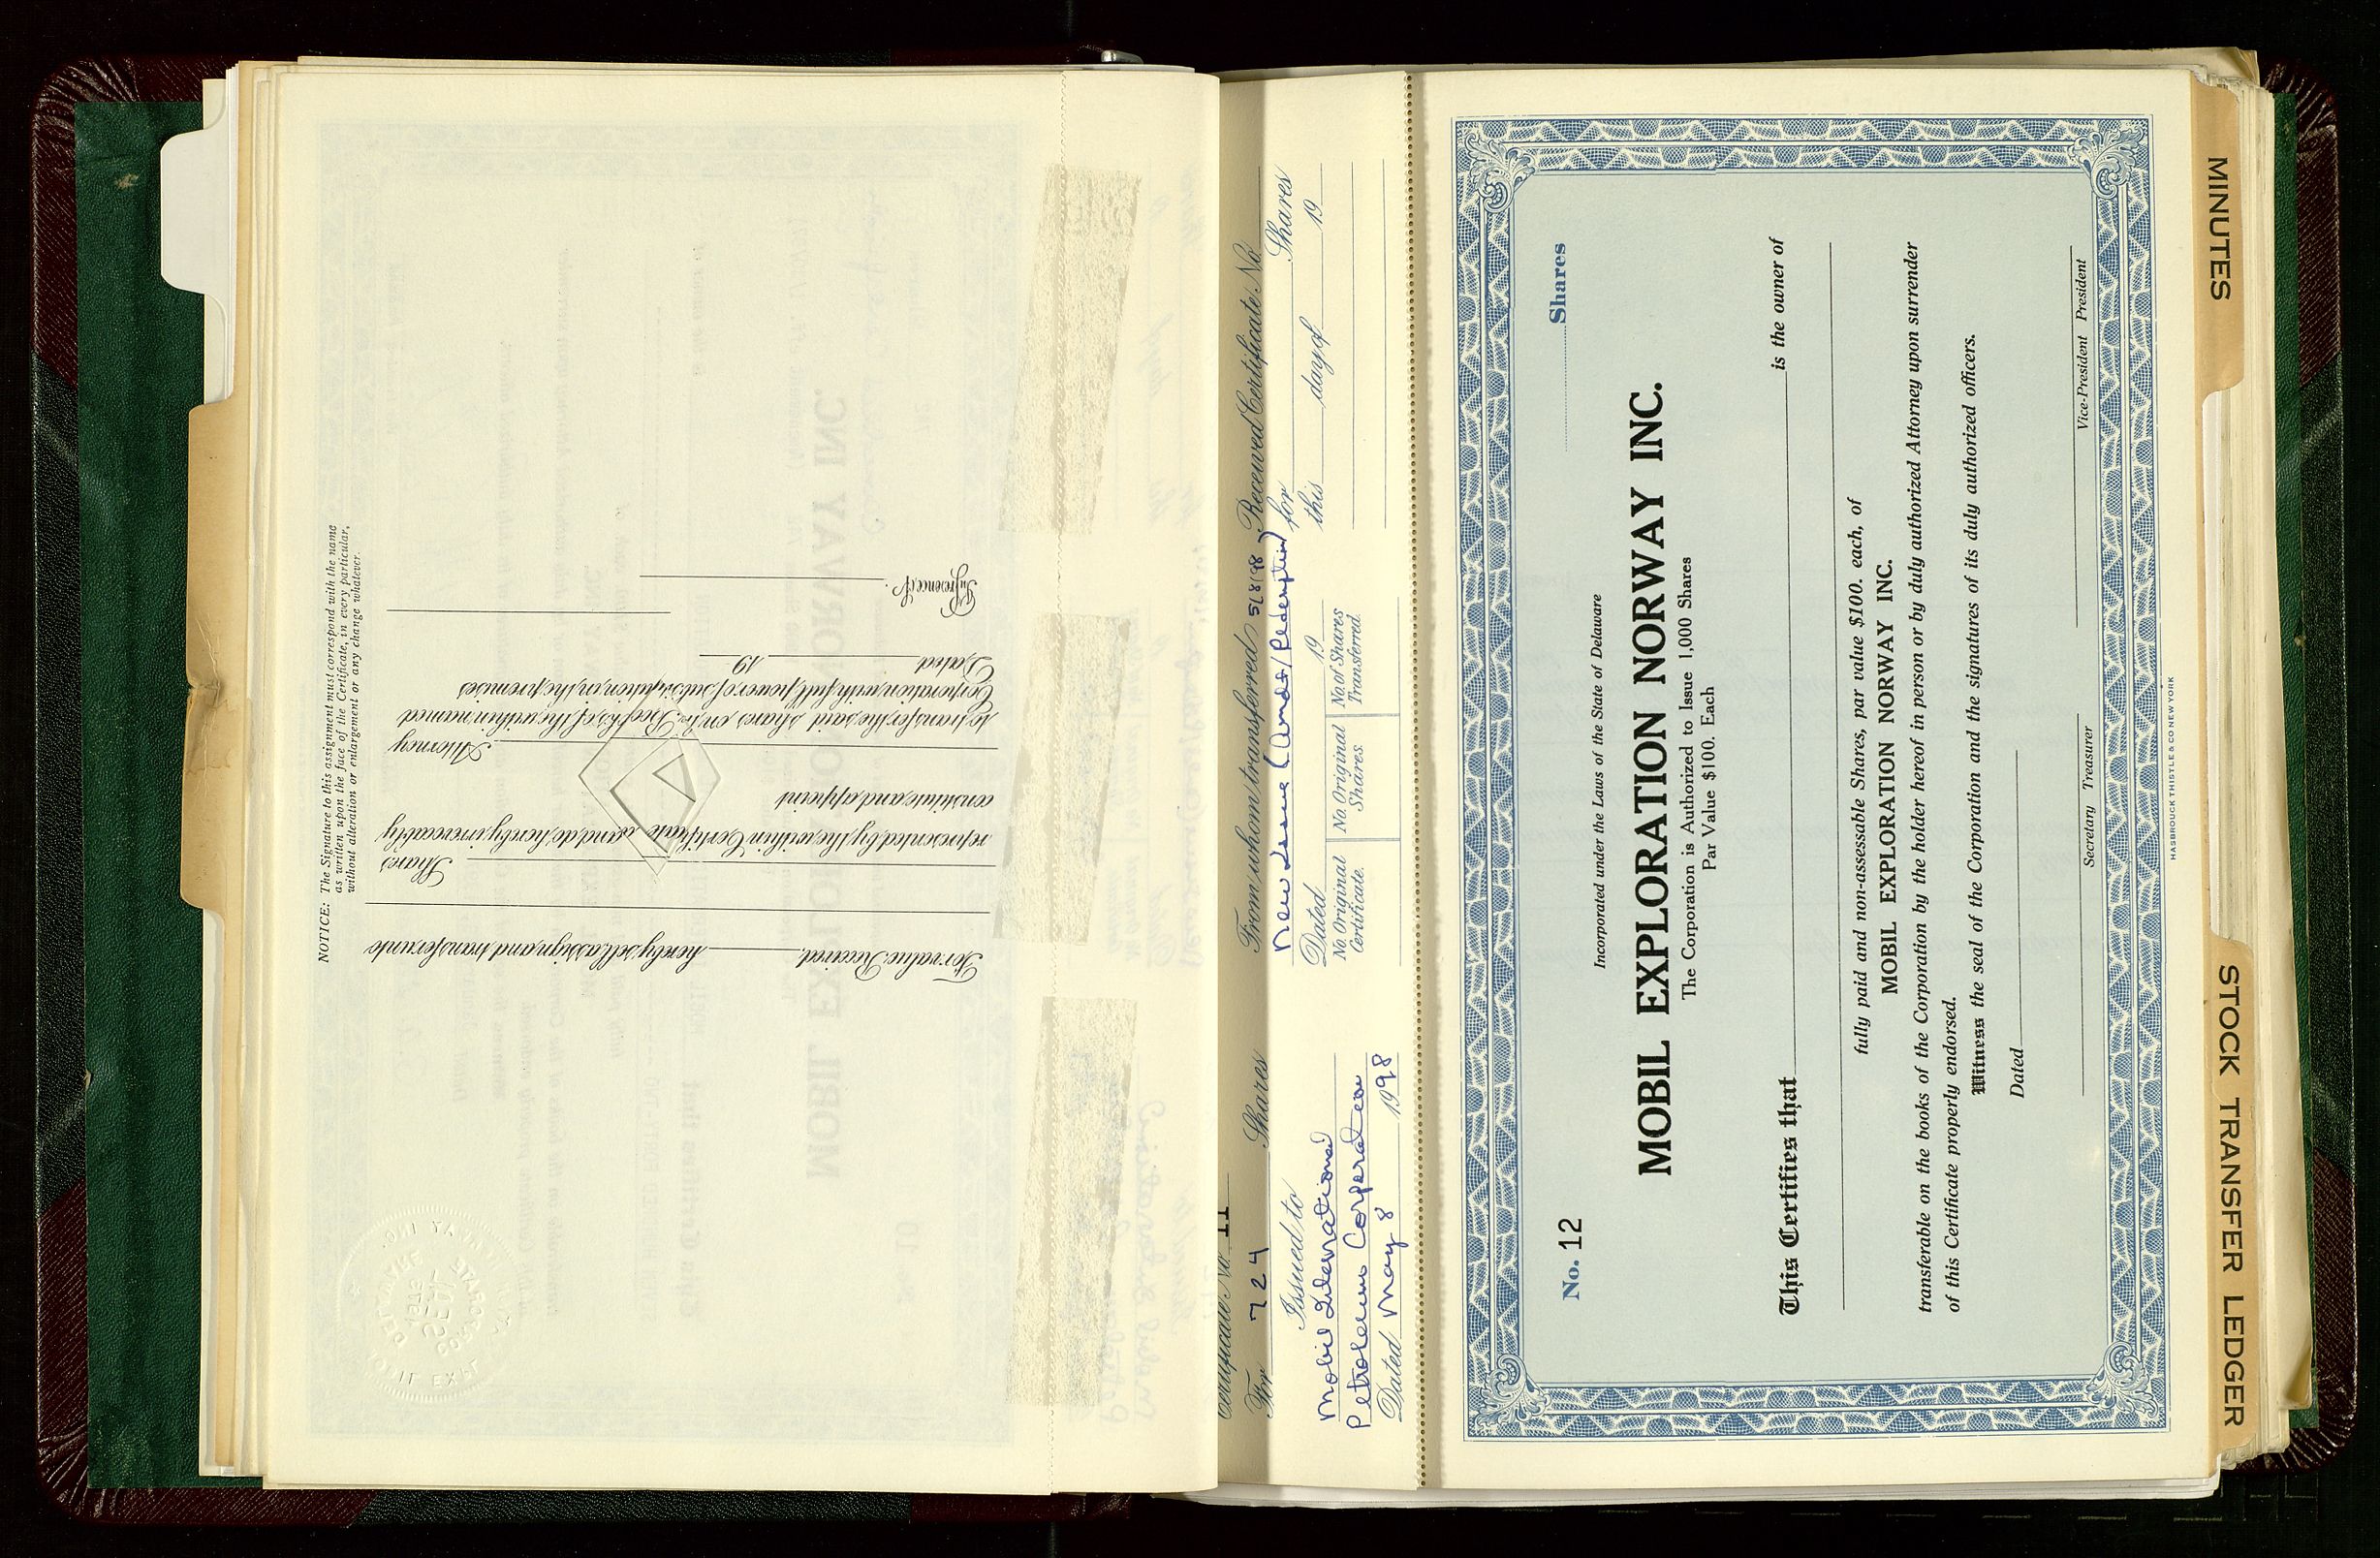 NOTICE: The Signature to this assignment must correspond with the name
as written upon the face of the Certificate, in every particular,
without alteration or enlargement or any change whatever.
For value Received, hereby sell assign and transfer unto
Shares
represented by the within Certificate and do hereby irrevocably
constitute and appoint
Attorney
to transfer the said shares on the Books of the within named
Corporation with full power of substitution in the premises
Dated 19
In presence of
Certificate No. 11
For 724 Shares
Issued to
Mobil International
Petroleum Corporation
Dated May 8 1998
From whom transferred 5/8/98
New Issue (Amend/Redemption)
Dated 19
No. Original Certificate.
No. Original Shares.
No. of Shares Transferred.
Received Certificate No.
for Shares
this day of 19
No. 12
Shares
Incorporated under the Laws of the State of Delaware
MOBIL EXPLORATION NORWAY INC.
The Corporation is Authorized to Issue 1,000 Shares
Par Value $100. Each
This Certifies that is the owner of
fully paid and non-assessable Shares, par value $100. each, of
MOBIL EXPLORATION NORWAY INC.
transferable on the books of the Corporation by the holder hereof in person or by duly authorized Attorney upon surrender
of this Certificate properly endorsed.
Witness the seal of the Corporation and the signatures of its duly authorized officers.
Dated
Secretary Treasurer
Vice-President President
HASBROUCK THISTLE & CO NEW YORK
MINUTES
STOCK TRANSFER LEDGER